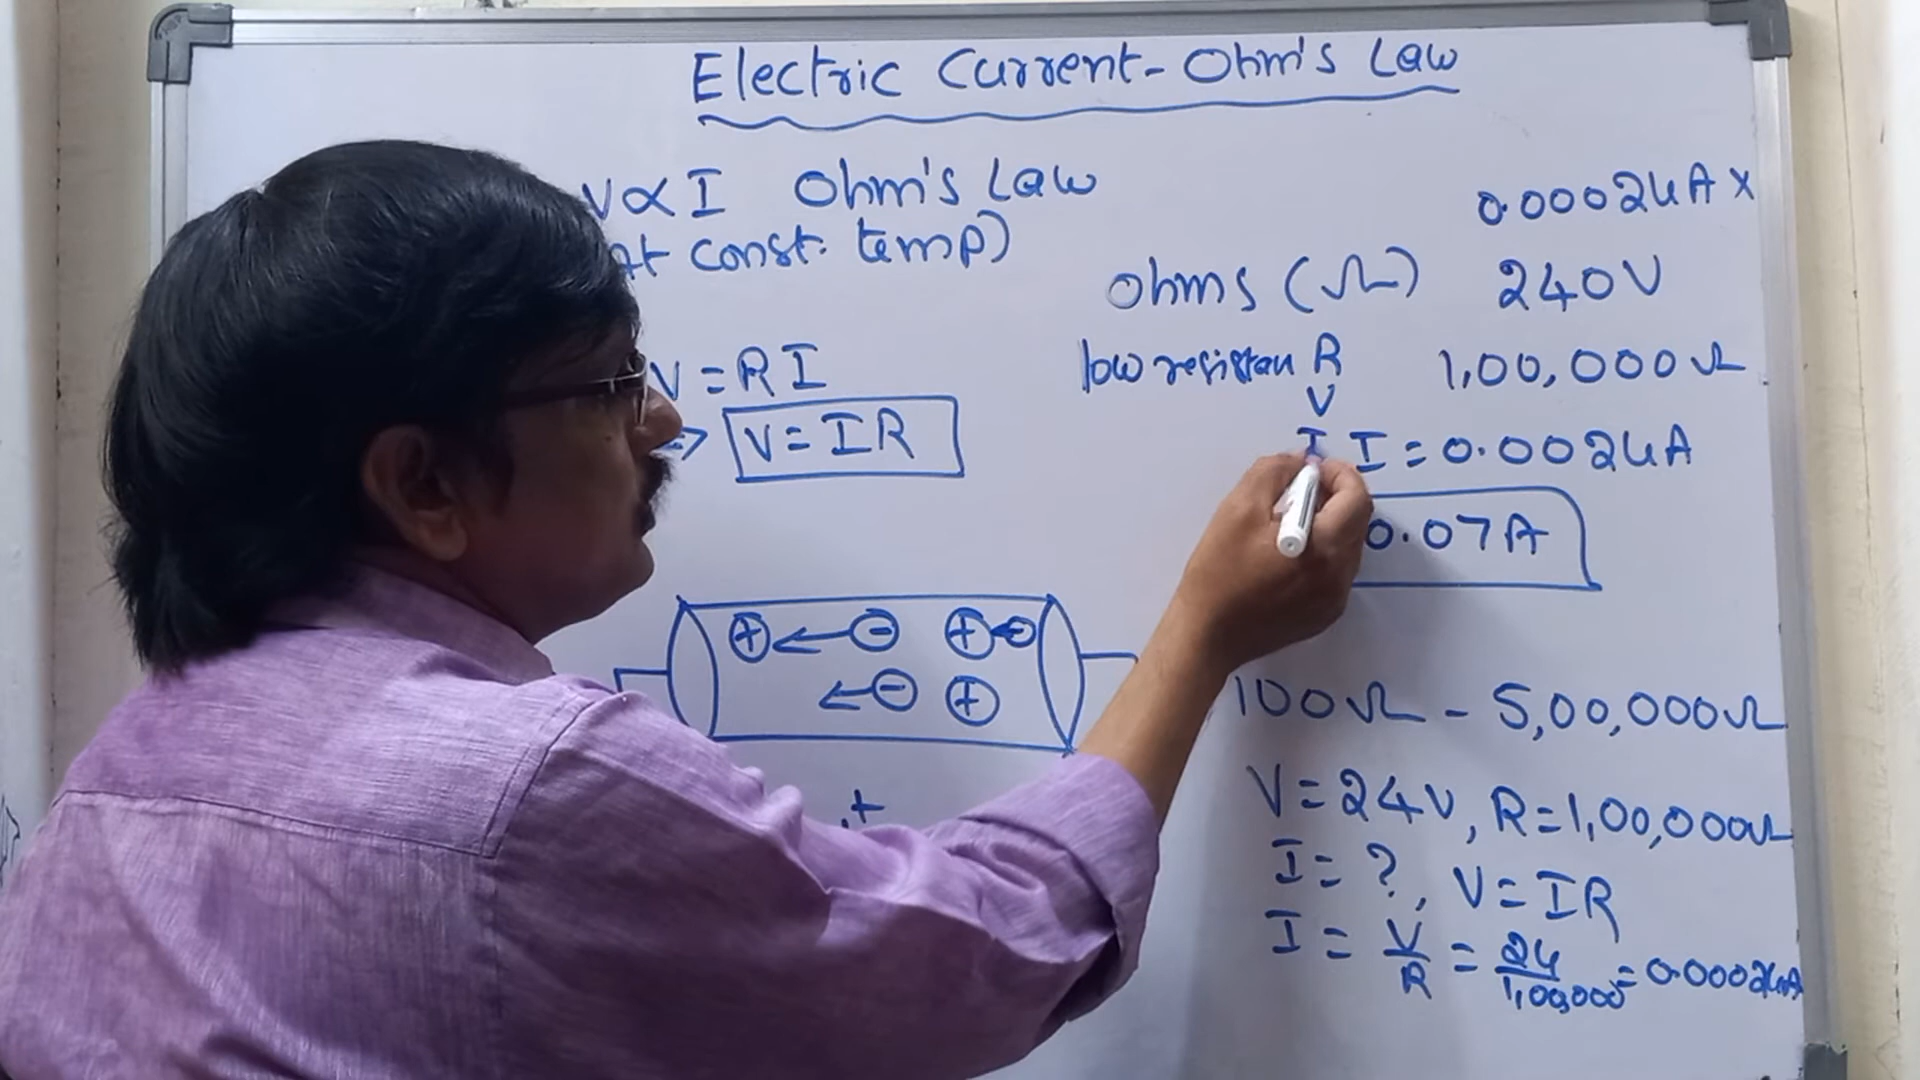 Electric Current - Ohm's Law
V ∝ I Ohm's Law
At const. temp)
V = RI
⇒ V = IR
+ - + -
- +
+
0.00024A x
ohms (Ω) 240V
low resistan R 1,00,000Ω
V
I I = 0.0024A
0.07A
100Ω - 5,00,000Ω
V = 24V, R = 1,00,000Ω
I = ?, V = IR
I = V/R = 24/1,00,000 = 0.00024A